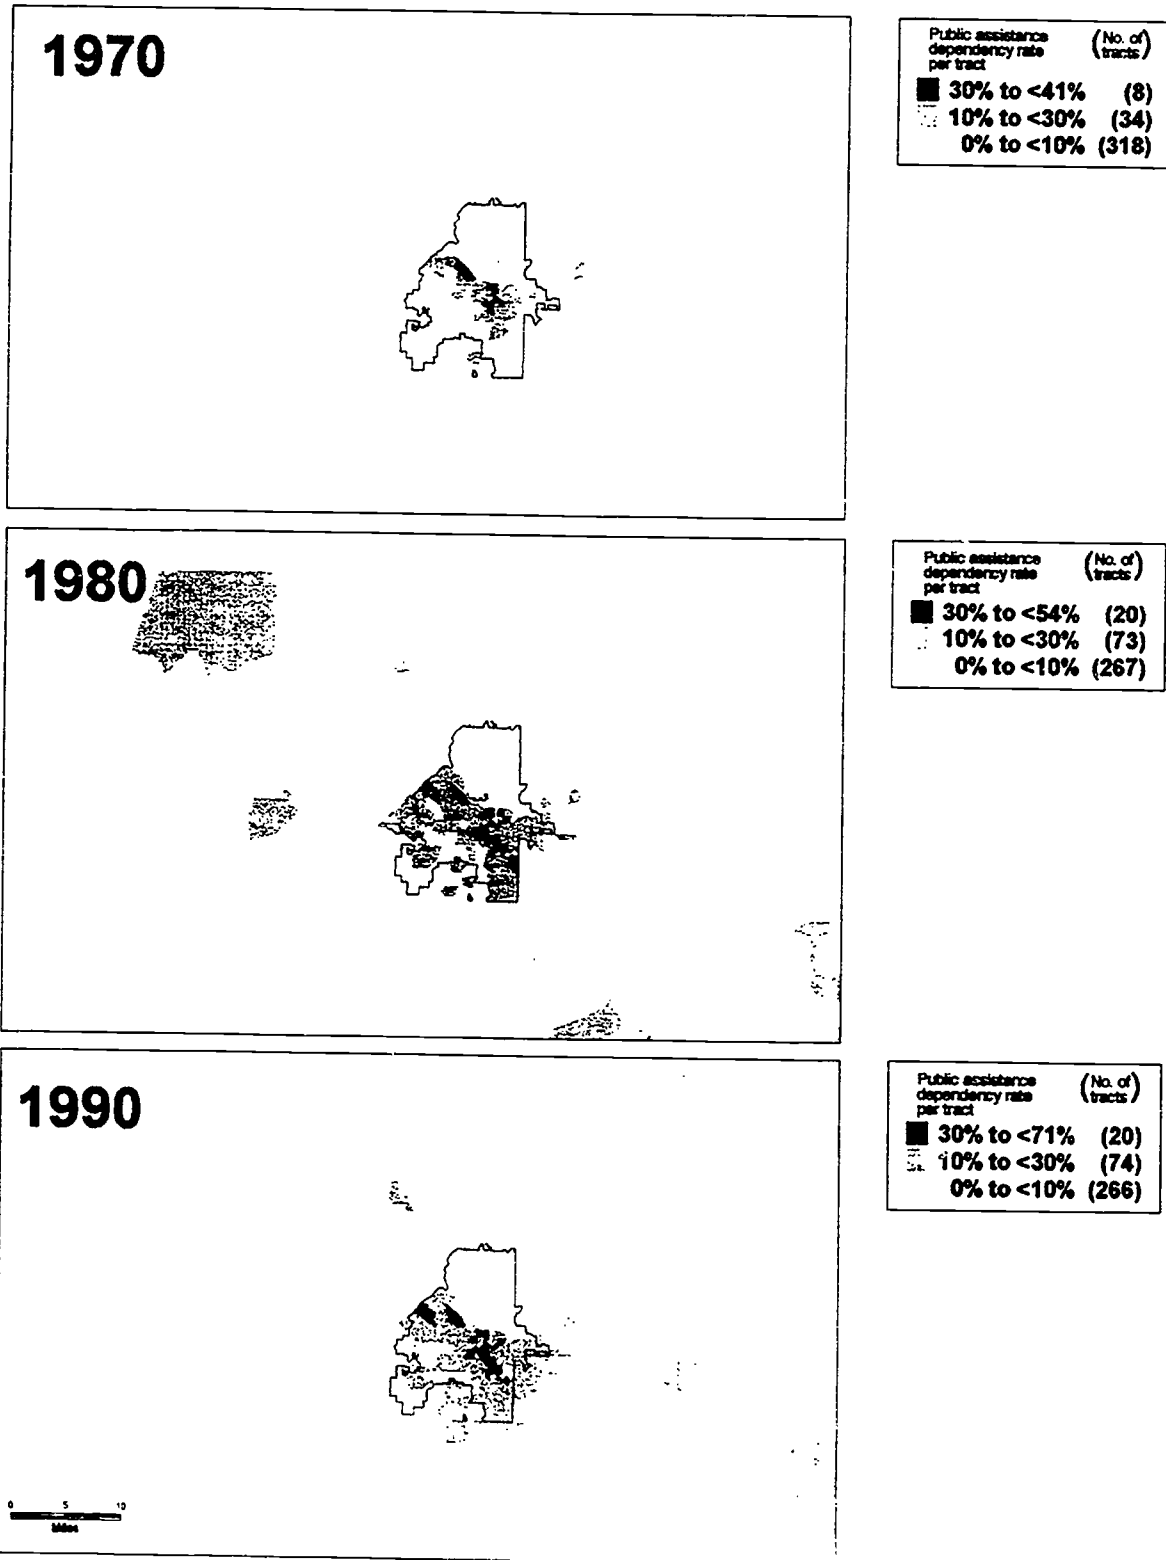 1970
Public assistance (No. of
dependency rate tracts)
per tract
30% to <41% (8)
10% to <30% (34)
0% to <10% (318)
1980
Public assistance (No. of
dependency rate tracts)
per tract
30% to <54% (20)
10% to <30% (73)
0% to <10% (267)
1990
Public assistance (No. of
dependency rate tracts)
per tract
30% to <71% (20)
10% to <30% (74)
0% to <10% (266)
0 5 10
Miles